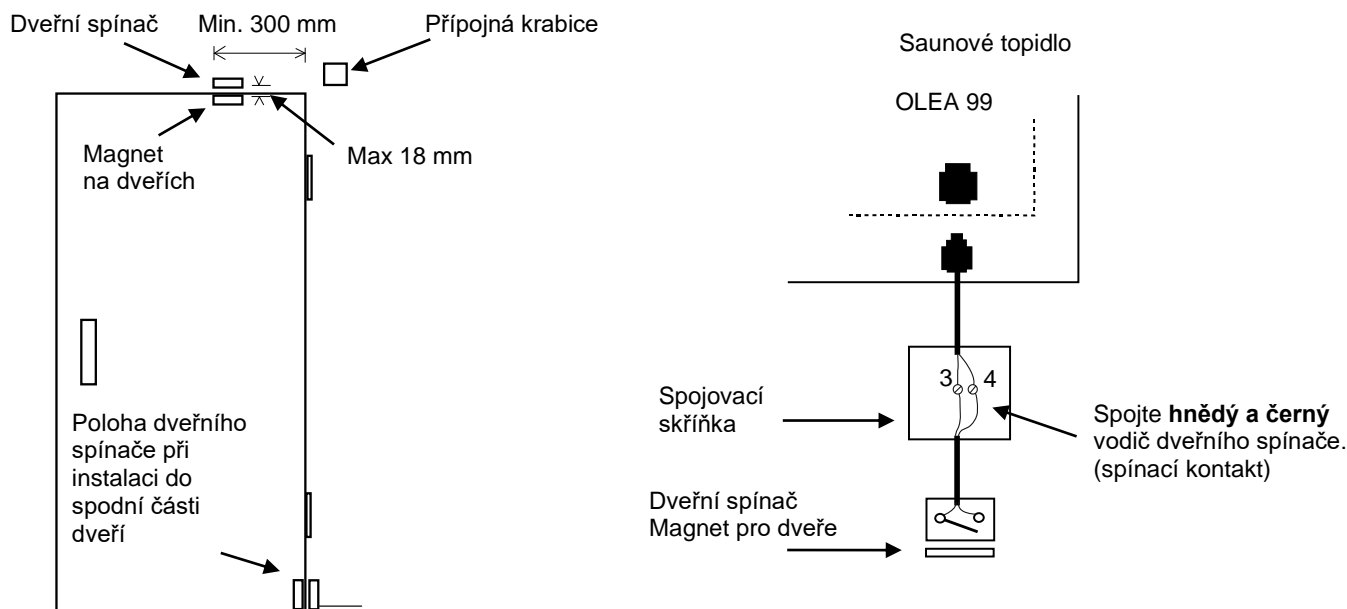 Dveřní spínač
Min. 300 mm
Přípojná krabice
Magnet
na dveřích
Max 18 mm
Poloha dveřního
spínače při
instalaci do
spodní části
dveří
Saunové topidlo
OLEA 99
3
4
Spojovací
skříňka
Spojte hnědý a černý
vodič dveřního spínače.
(spínací kontakt)
Dveřní spínač
Magnet pro dveře